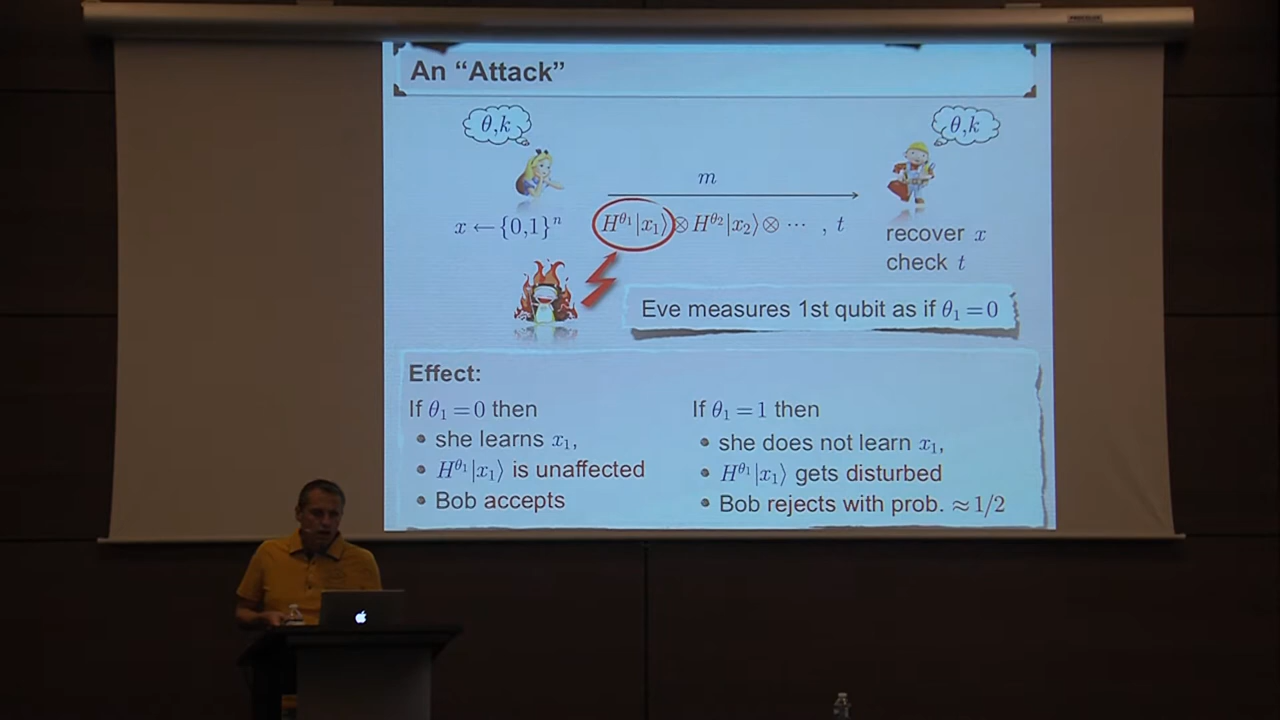 An “Attack”
θ,k
θ,k
m
x ← {0,1}ⁿ
H^θ₁|x₁⟩ ⊗ H^θ₂|x₂⟩ ⊗ ⋯ , t
recover x
check t
Eve measures 1st qubit as if θ₁ = 0
Effect:
If θ₁ = 0 then
• she learns x₁,
• H^θ₁|x₁⟩ is unaffected
• Bob accepts
If θ₁ = 1 then
• she does not learn x₁,
• H^θ₁|x₁⟩ gets disturbed
• Bob rejects with prob. ≈ 1/2